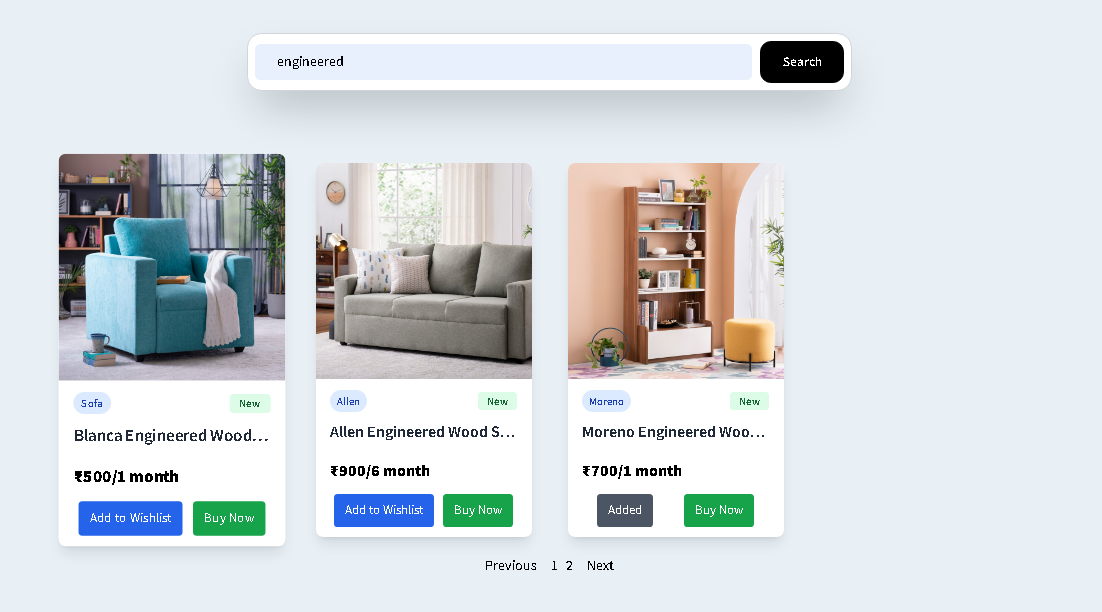 engineered
Search
Sofa
New
Blanca Engineered Wood...
₹500/1 month
Add to Wishlist
Buy Now
Allen
New
Allen Engineered Wood S...
₹900/6 month
Add to Wishlist
Buy Now
Moreno
New
Moreno Engineered Woo...
₹700/1 month
Added
Buy Now
Previous 1 2 Next